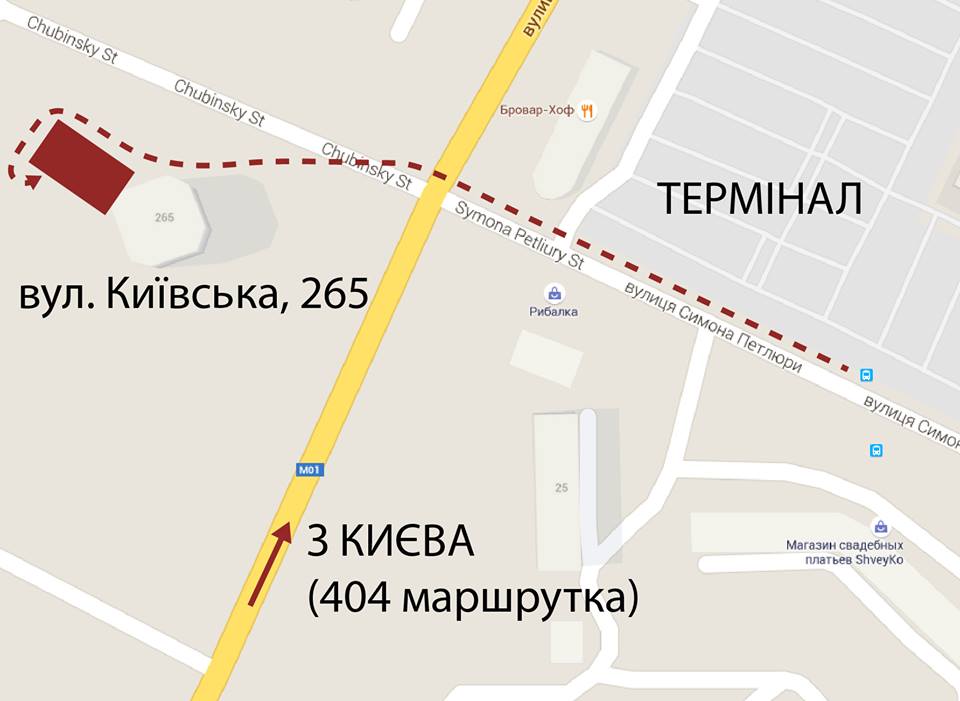 Chubinsky St
вули
Chubinsky St
Бровар-Хоф
Chubinsky St
ТЕРМІНАЛ
265
Symona Petliury St
вул. Київська, 265
Рибалка
вулиця Симона Петлюри
вулиця Симо
M01
25
З КИЄВА
(404 маршрутка)
Магазин свадебных
платьев ShveyKo